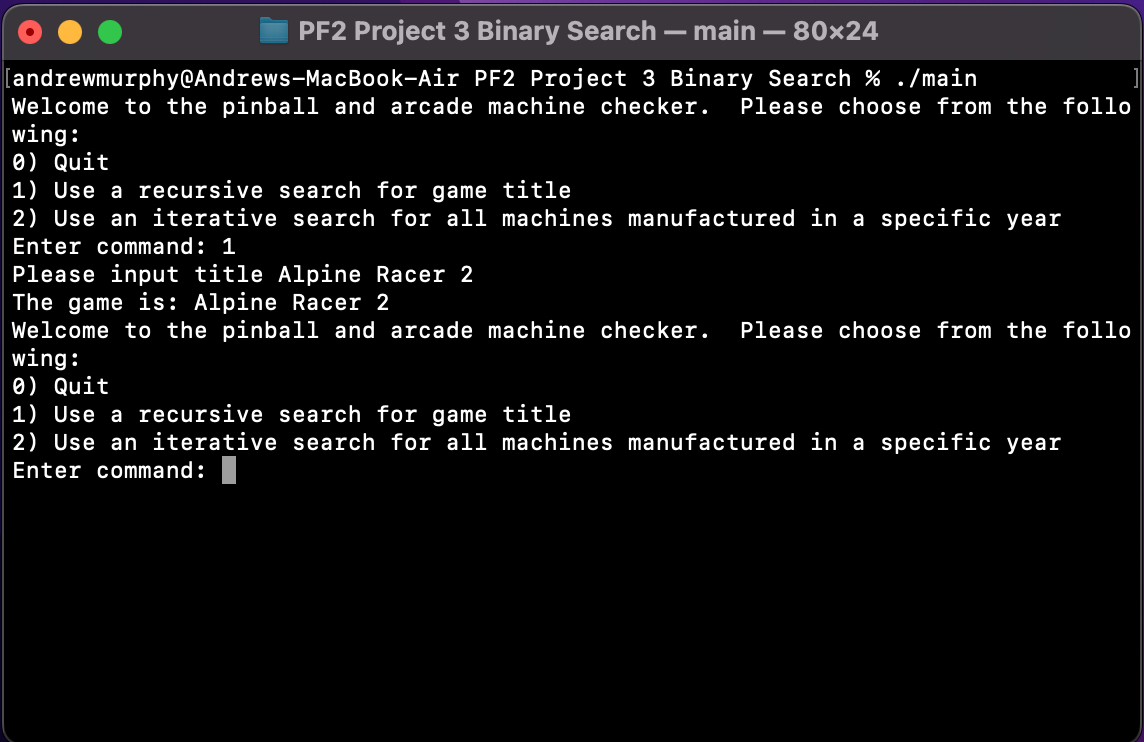 PF2 Project 3 Binary Search — main — 80×24
[andrewmurphy@Andrews-MacBook-Air PF2 Project 3 Binary Search % ./main ]
Welcome to the pinball and arcade machine checker.  Please choose from the follo
wing:
0) Quit
1) Use a recursive search for game title
2) Use an iterative search for all machines manufactured in a specific year
Enter command: 1
Please input title Alpine Racer 2
The game is: Alpine Racer 2
Welcome to the pinball and arcade machine checker.  Please choose from the follo
wing:
0) Quit
1) Use a recursive search for game title
2) Use an iterative search for all machines manufactured in a specific year
Enter command: